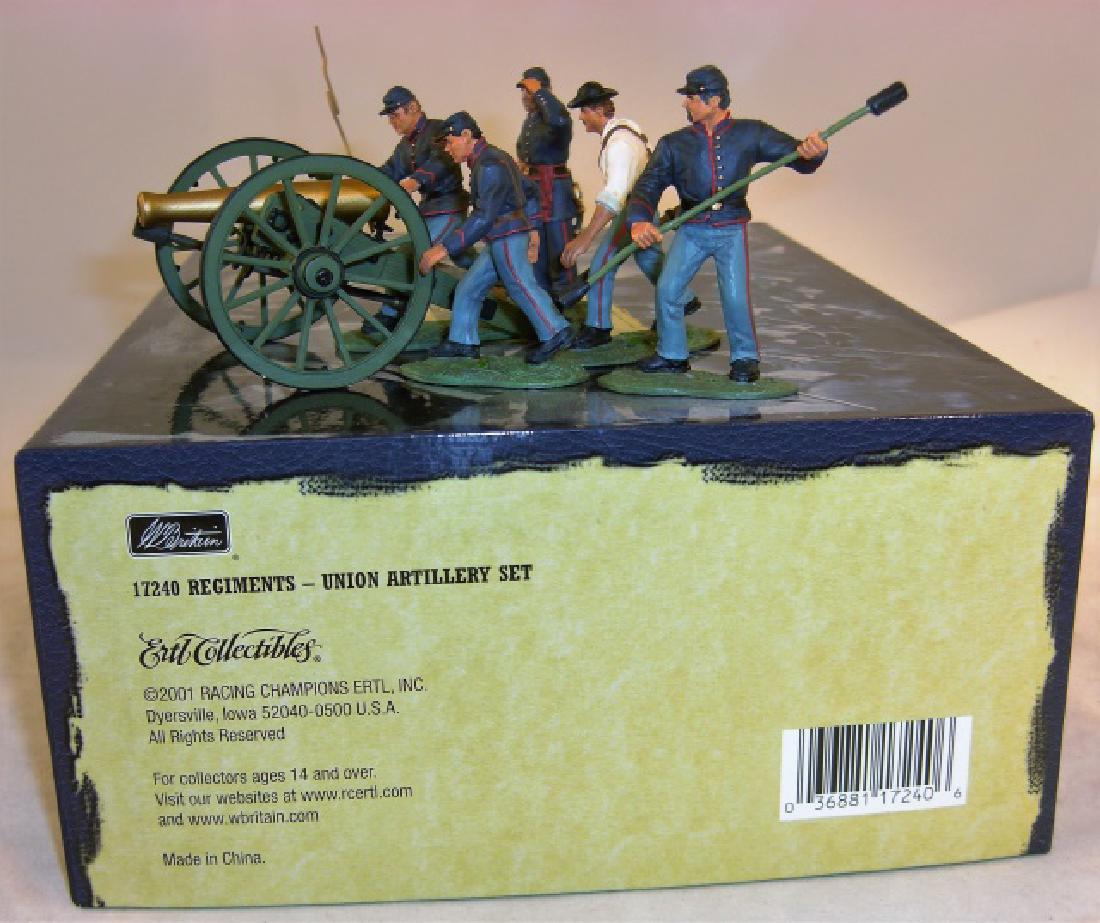 W. Britain
17240 REGIMENTS – UNION ARTILLERY SET
Ertl Collectibles®
©2001 RACING CHAMPIONS ERTL, INC.
Dyersville, Iowa 52040-0500 U.S.A.
All Rights Reserved
For collectors ages 14 and over.
Visit our websites at www.rcertl.com
and www.wbritain.com
Made in China.
0 36881 17240 6